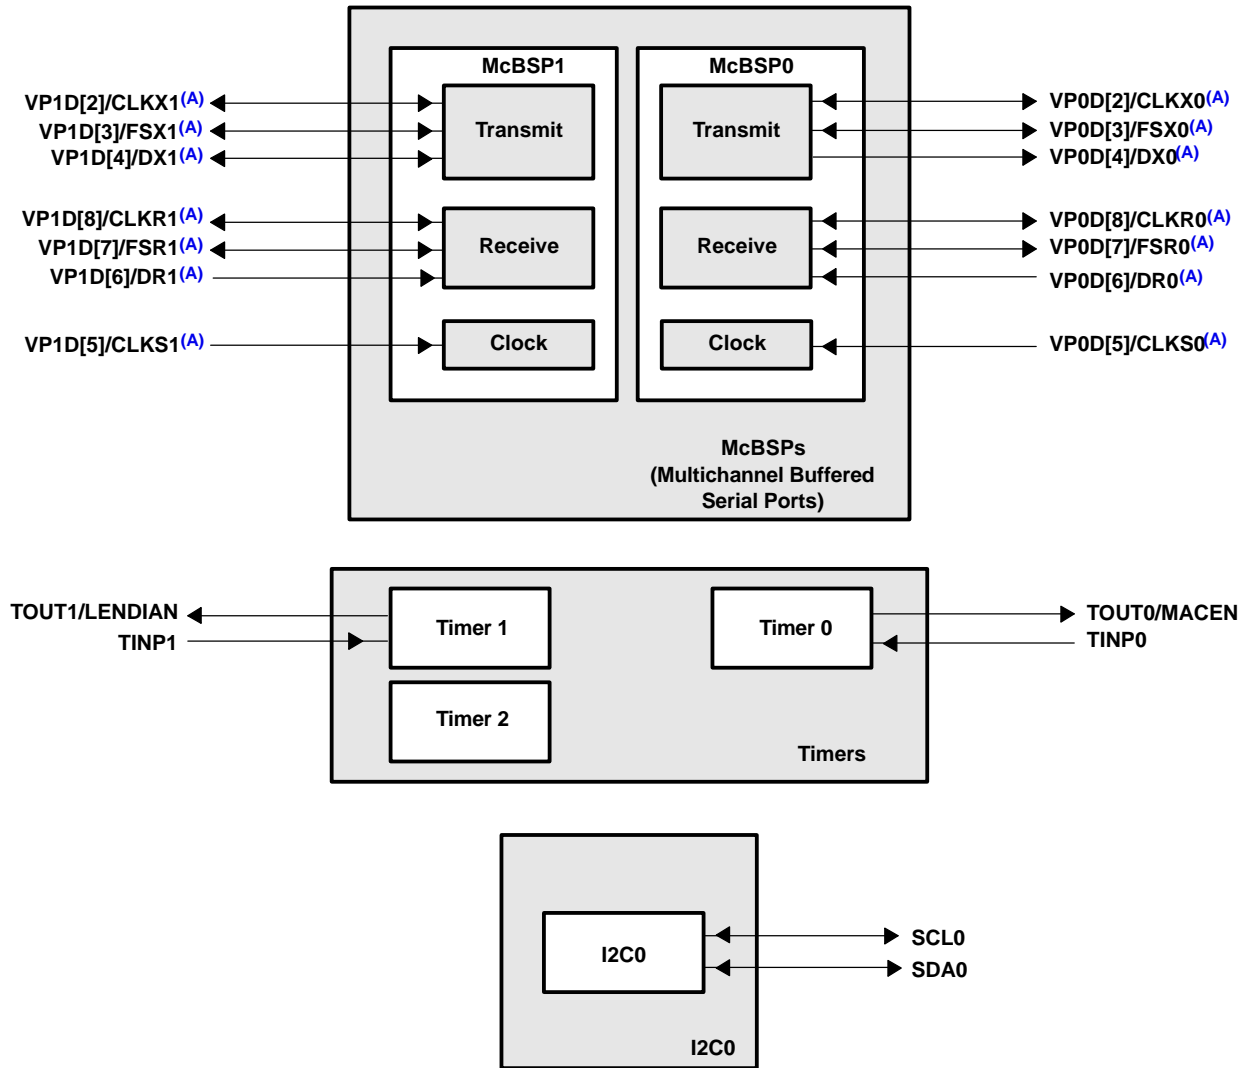 McBSP1
McBSP0
VP1D[2]/CLKX1(A)
VP1D[3]/FSX1(A)
VP1D[4]/DX1(A)
Transmit
Transmit
VP0D[2]/CLKX0(A)
VP0D[3]/FSX0(A)
VP0D[4]/DX0(A)
VP1D[8]/CLKR1(A)
VP1D[7]/FSR1(A)
VP1D[6]/DR1(A)
Receive
Receive
VP0D[8]/CLKR0(A)
VP0D[7]/FSR0(A)
VP0D[6]/DR0(A)
VP1D[5]/CLKS1(A)
Clock
Clock
VP0D[5]/CLKS0(A)
McBSPs
(Multichannel Buffered
Serial Ports)
TOUT1/LENDIAN
TINP1
Timer 1
Timer 0
TOUT0/MACEN
TINP0
Timer 2
Timers
I2C0
SCL0
SDA0
I2C0